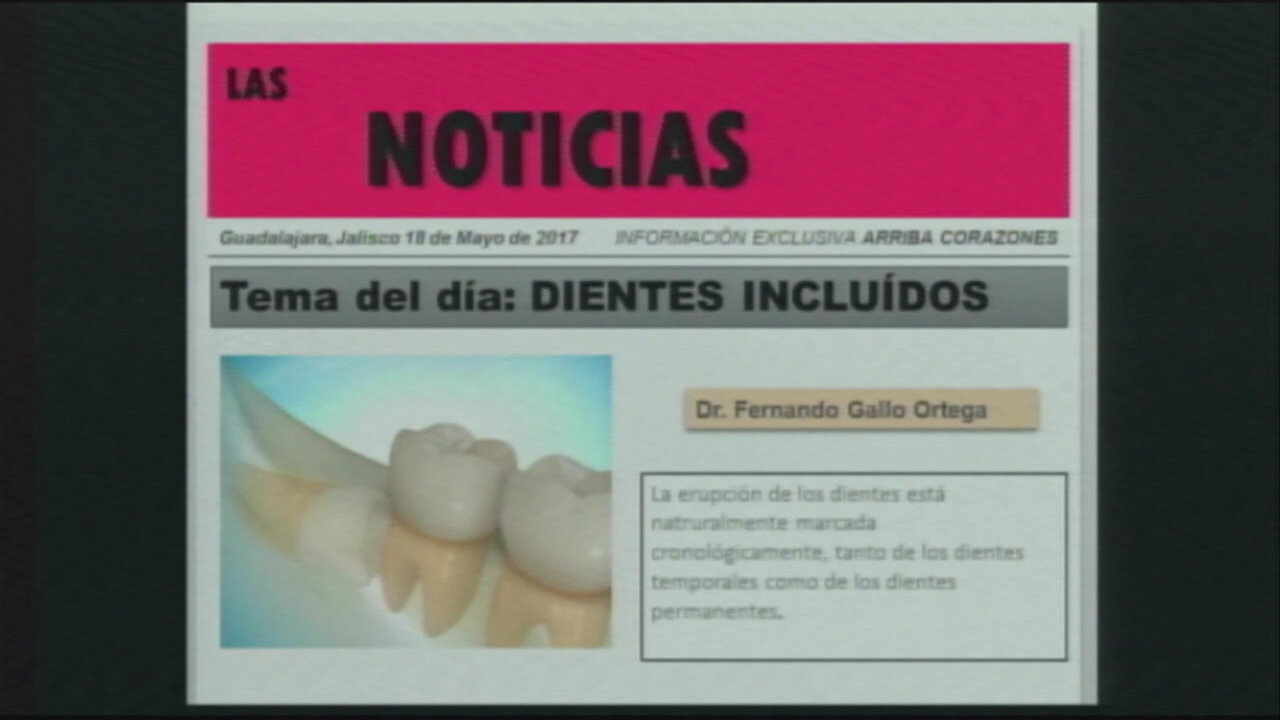 LAS
NOTICIAS
Guadalajara, Jalisco 18 de Mayo de 2017 INFORMACIÓN EXCLUSIVA ARRIBA CORAZONES
Tema del día: DIENTES INCLUÍDOS
Dr. Fernando Gallo Ortega
La erupción de los dientes está
natruralmente marcada
cronológicamente, tanto de los dientes
temporales como de los dientes
permanentes.